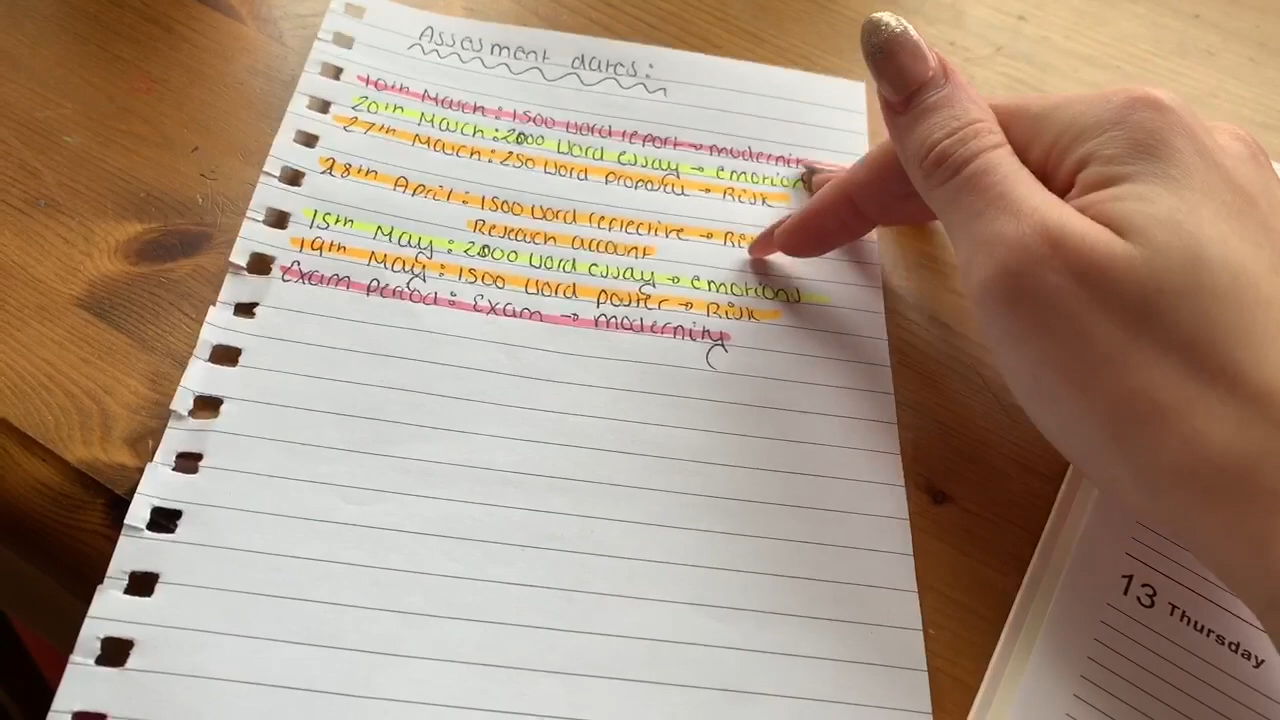 Assesment dates:
10th March: 1500 word report → modernity
20th March: 2000 word essay → emotion
27th March: 250 word proposal → Risk
28th April: 1500 word reflective → Ri
Reseach account
15th May: 2000 word essay → emotions
19th May: 1500 word poster → Risk
Exam period: Exam → modernity
13 Thursday